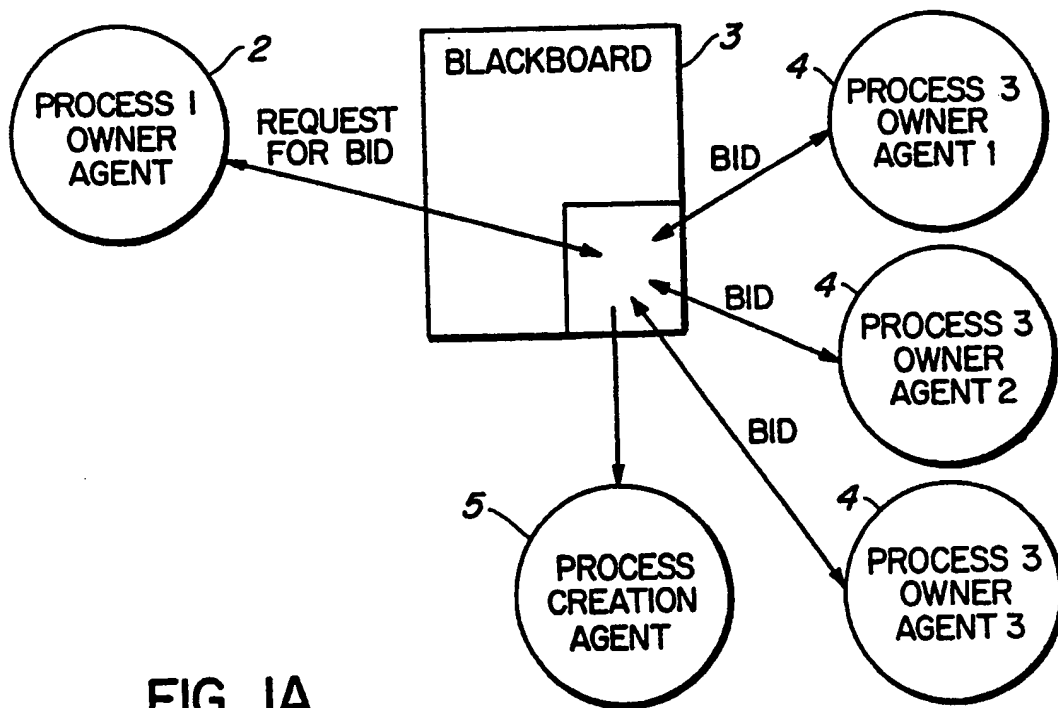 2
PROCESS 1
OWNER
AGENT
REQUEST
FOR BID
BLACKBOARD
3
4
PROCESS 3
OWNER
AGENT 1
BID
4
PROCESS 3
OWNER
AGENT 2
BID
4
PROCESS 3
OWNER
AGENT 3
BID
5
PROCESS
CREATION
AGENT
FIG. 1A